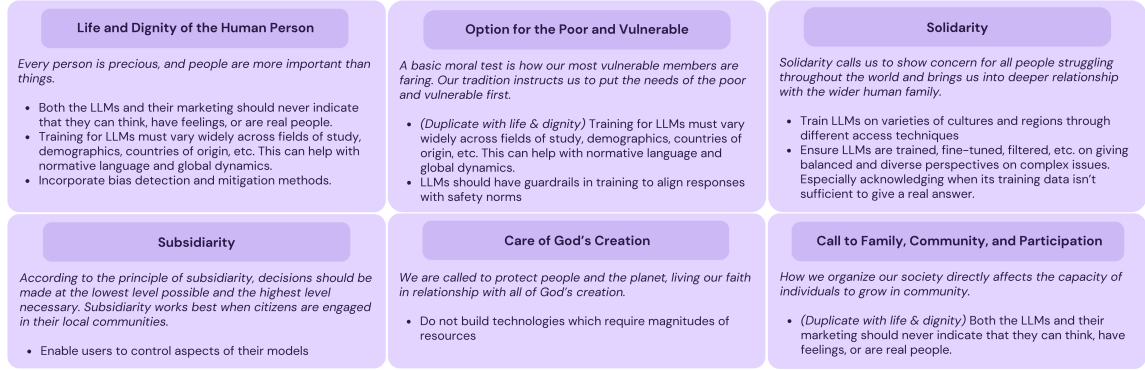 Life and Dignity of the Human Person
Every person is precious, and people are more important than
things.
• Both the LLMs and their marketing should never indicate
that they can think, have feelings, or are real people.
• Training for LLMs must vary widely across fields of study,
demographics, countries of origin, etc. This can help with
normative language and global dynamics.
• Incorporate bias detection and mitigation methods.
Option for the Poor and Vulnerable
A basic moral test is how our most vulnerable members are
faring. Our tradition instructs us to put the needs of the poor
and vulnerable first.
• (Duplicate with life & dignity) Training for LLMs must vary
widely across fields of study, demographics, countries of
origin, etc. This can help with normative language and
global dynamics.
• LLMs should have guardrails in training to align responses
with safety norms
Solidarity
Solidarity calls us to show concern for all people struggling
throughout the world and brings us into deeper relationship
with the wider human family.
• Train LLMs on varieties of cultures and regions through
different access techniques
• Ensure LLMs are trained, fine-tuned, filtered, etc. on giving
balanced and diverse perspectives on complex issues.
Especially acknowledging when its training data isn't
sufficient to give a real answer.
Subsidiarity
According to the principle of subsidiarity, decisions should be
made at the lowest level possible and the highest level
necessary. Subsidiarity works best when citizens are engaged
in their local communities.
• Enable users to control aspects of their models
Care of God's Creation
We are called to protect people and the planet, living our faith
in relationship with all of God's creation.
• Do not build technologies which require magnitudes of
resources
Call to Family, Community, and Participation
How we organize our society directly affects the capacity of
individuals to grow in community.
• (Duplicate with life & dignity) Both the LLMs and their
marketing should never indicate that they can think, have
feelings, or are real people.